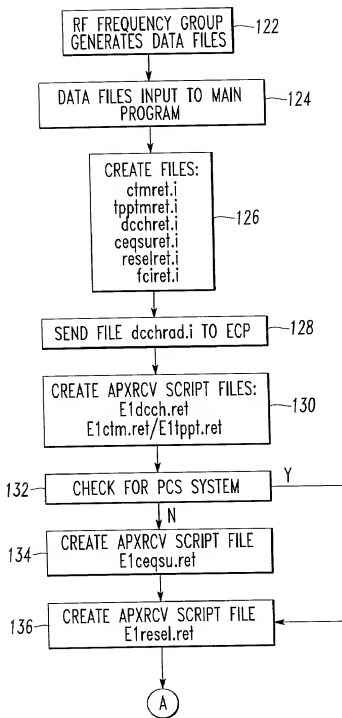 RF FREQUENCY GROUP
GENERATES DATA FILES
122
DATA FILES INPUT TO MAIN
PROGRAM
124
CREATE FILES:
ctmret.i
tpptmret.i
dcchret.i
ceqsuret.i
reselret.i
fciret.i
126
SEND FILE dcchrad.i TO ECP
128
CREATE APXRCV SCRIPT FILES:
E1dcch.ret
E1ctm.ret/E1tppt.ret
130
132
CHECK FOR PCS SYSTEM
Y
N
134
CREATE APXRCV SCRIPT FILE
E1ceqsu.ret
136
CREATE APXRCV SCRIPT FILE
E1resel.ret
A